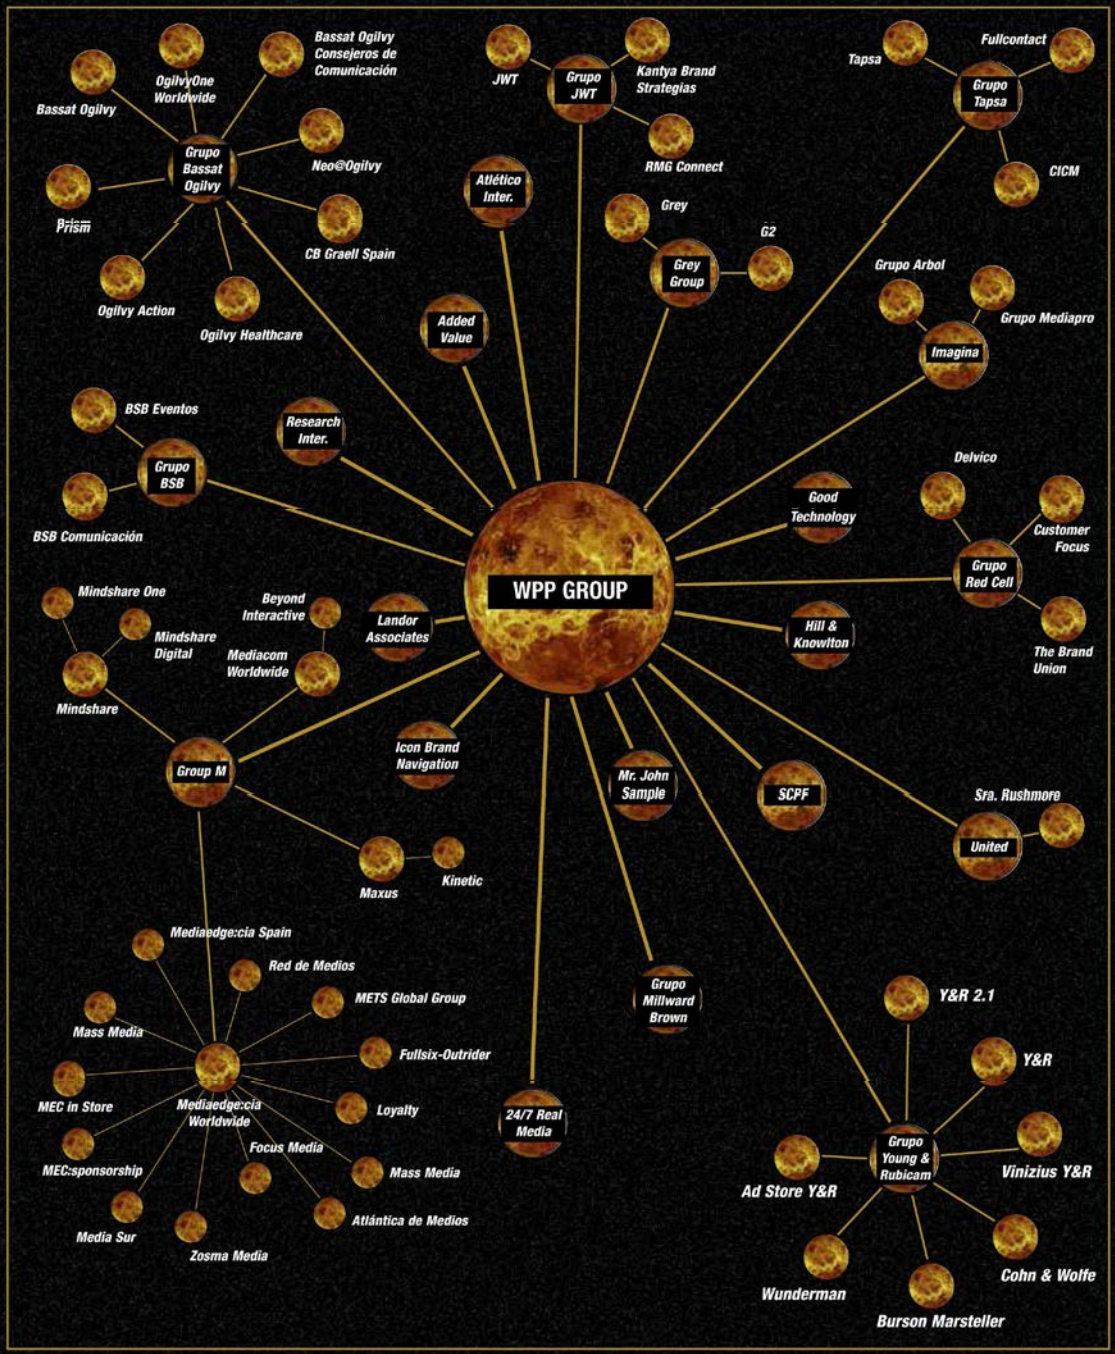 Bassat Ogilvy
OgilvyOne
Worldwide
Bassat Ogilvy
Consejeros de
Comunicación
Neo@Ogilvy
Grupo
Bassat
Ogilvy
Prism
CB Graell Spain
Ogilvy Action
Ogilvy Healthcare
JWT
Grupo
JWT
Kantya Brand
Strategias
RMG Connect
Tapsa
Fullcontact
Grupo
Tapsa
CICM
Atlético
Inter.
Grey
G2
Grey
Group
Grupo Arbol
Grupo Mediapro
Imagina
Added
Value
Research
Inter.
BSB Eventos
Grupo
BSB
BSB Comunicación
Good
Technology
Delvico
Customer
Focus
Grupo
Red Cell
The Brand
Union
WPP GROUP
Landor
Associates
Hill &
Knowlton
Mindshare One
Mindshare
Digital
Mindshare
Beyond
Interactive
Mediacom
Worldwide
Group M
Icon Brand
Navigation
Mr. John
Sample
SCPF
Sra. Rushmore
United
Maxus
Kinetic
Mediaedge:cia Spain
Red de Medios
METS Global Group
Mass Media
Fullsix-Outrider
MEC in Store
Mediaedge:cia
Worldwide
Loyalty
MEC:sponsorship
Focus Media
Mass Media
Media Sur
Zosma Media
Atlántica de Medios
Grupo
Millward
Brown
24/7 Real
Media
Y&R 2.1
Y&R
Grupo
Young &
Rubicam
Vinizius Y&R
Ad Store Y&R
Cohn & Wolfe
Wunderman
Burson Marsteller